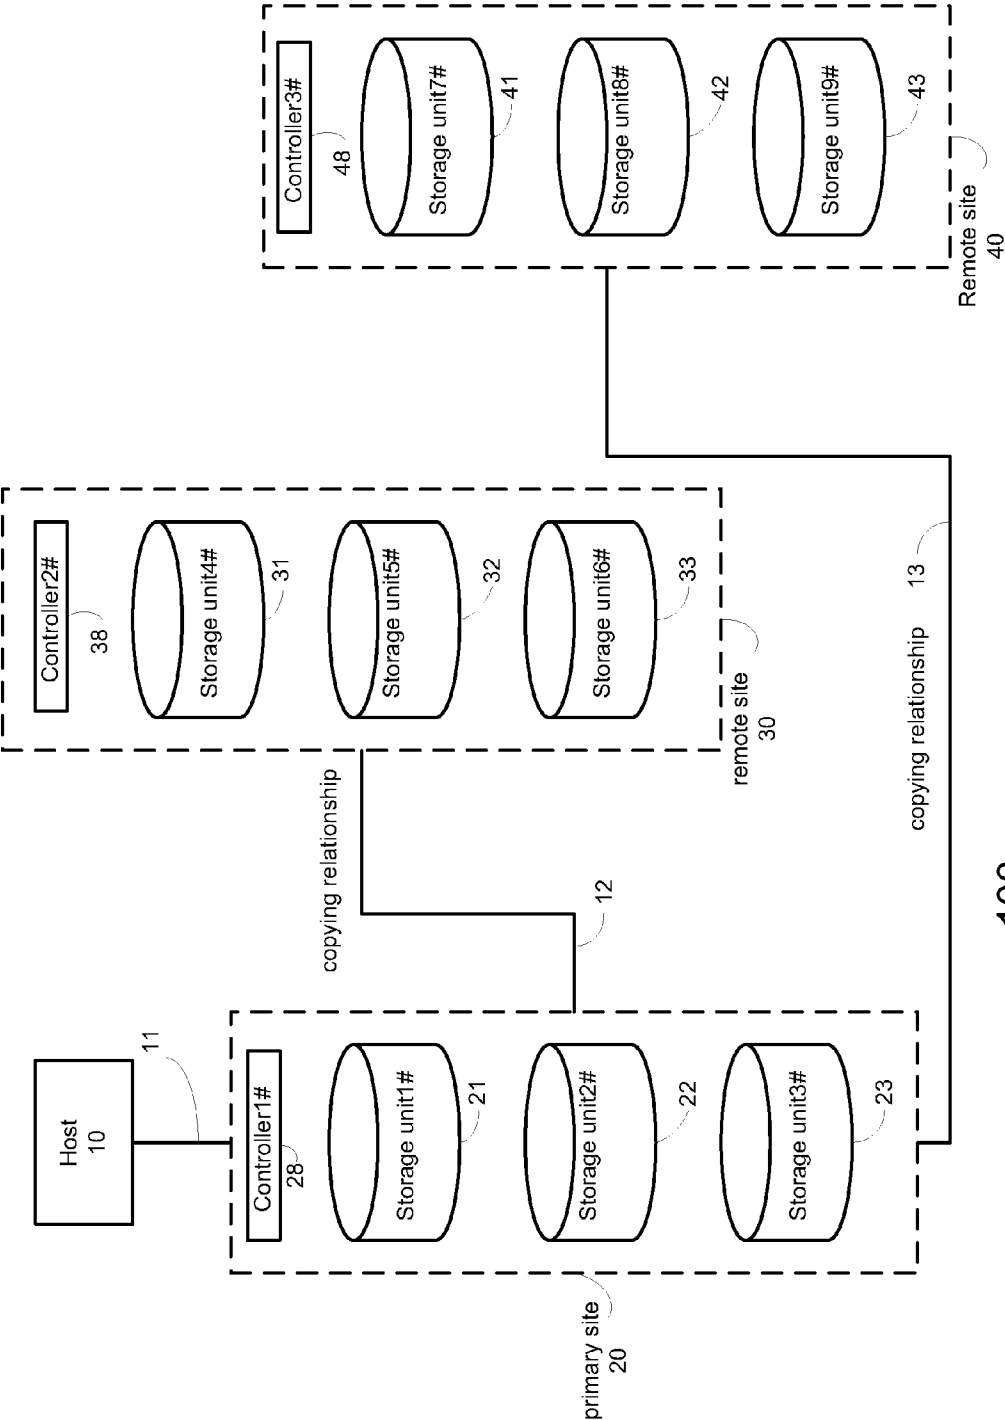 Host
10
11
Controller1#
28
Storage unit1#
21
Storage unit2#
22
Storage unit3#
23
primary site
20
copying relationship
12
Controller2#
38
Storage unit4#
31
Storage unit5#
32
Storage unit6#
33
remote site
30
copying relationship
13
Controller3#
48
Storage unit7#
41
Storage unit8#
42
Storage unit9#
43
Remote site
40